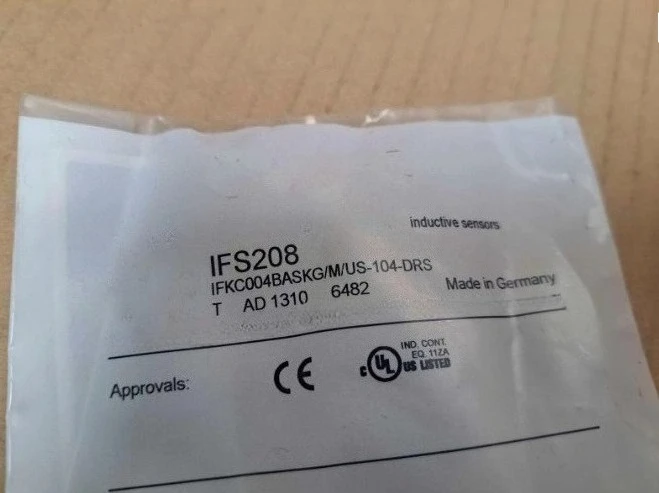 inductive sensors
IFS208
IFKC004BASKG/M/US-104-DRS
T AD 1310 6482 Made in Germany
Approvals: CE c UL US LISTED
IND. CONT.
EQ. 11ZA